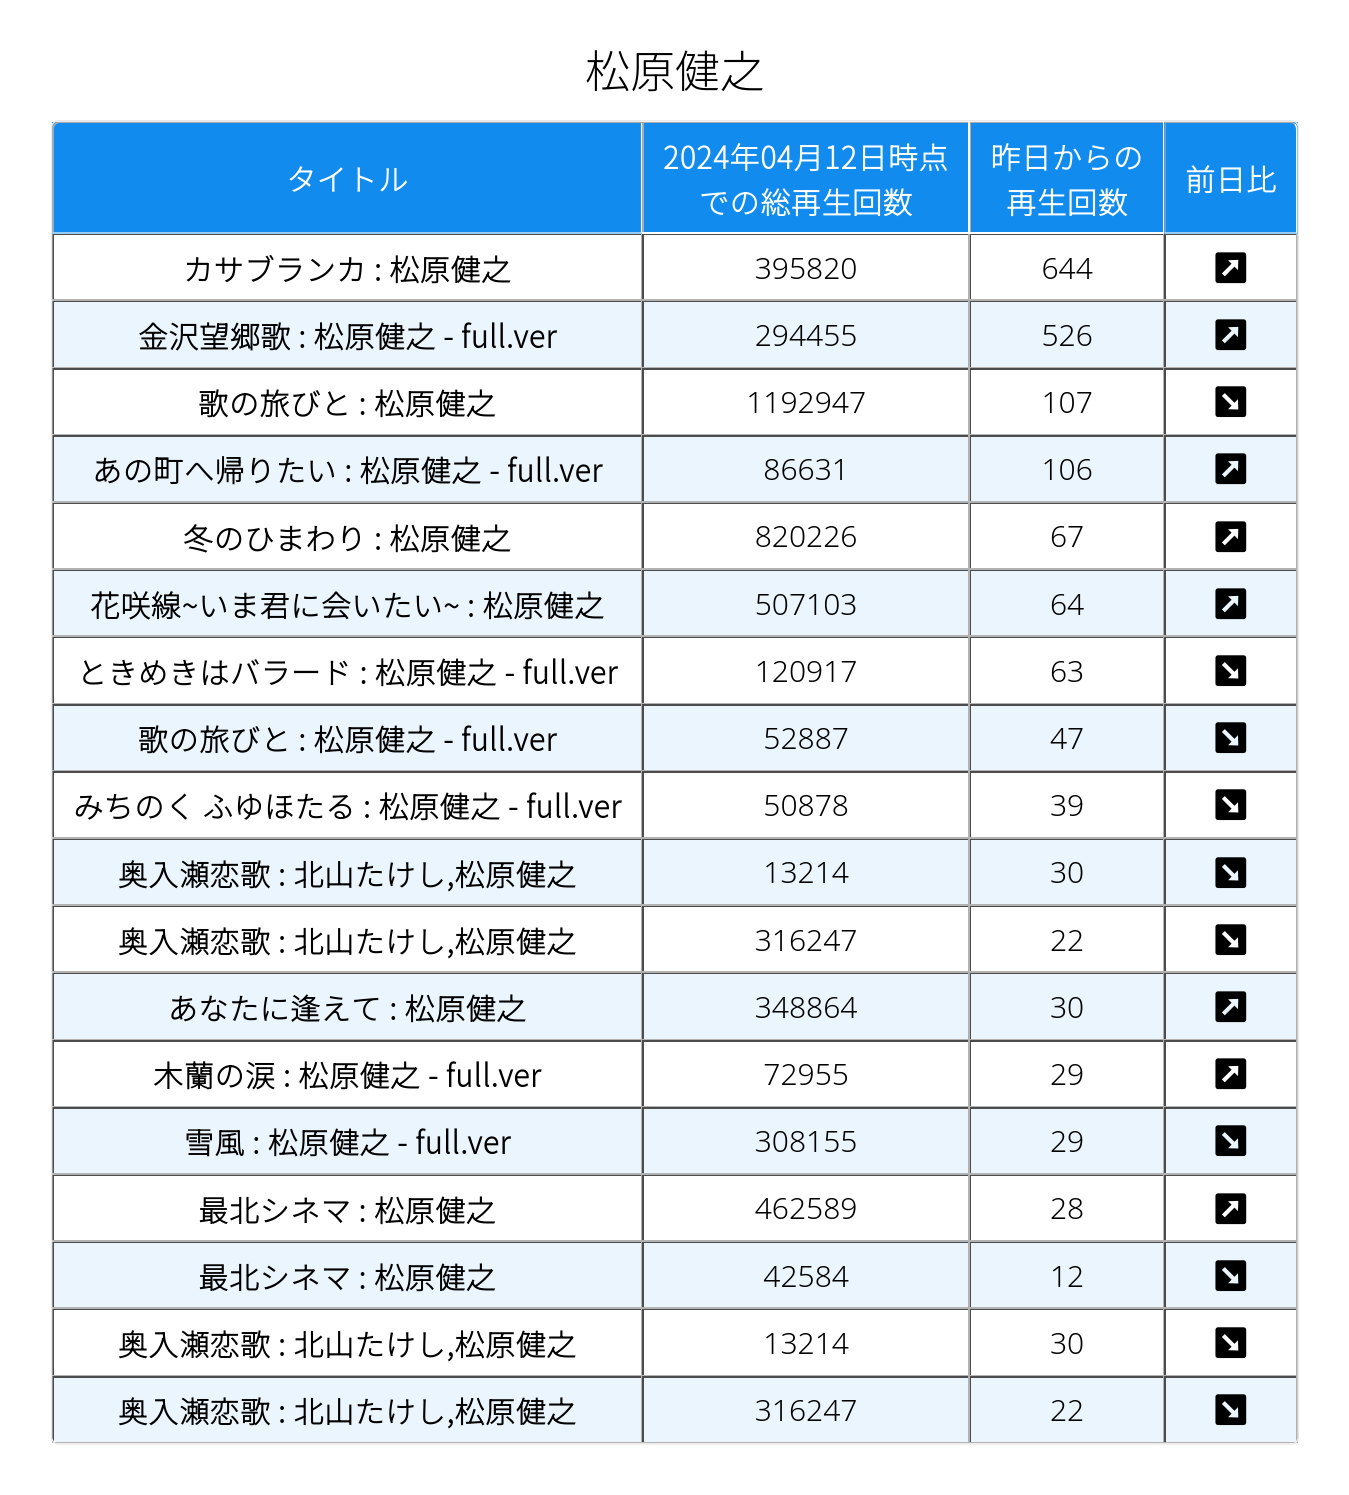 松原健之
タイトル 2024年04月12日時点での総再生回数 昨日からの再生回数 前日比
カサブランカ : 松原健之 395820 644
金沢望郷歌 : 松原健之 - full.ver 294455 526
歌の旅びと : 松原健之 1192947 107
あの町へ帰りたい : 松原健之 - full.ver 86631 106
冬のひまわり : 松原健之 820226 67
花咲線~いま君に会いたい~ : 松原健之 507103 64
ときめきはバラード : 松原健之 - full.ver 120917 63
歌の旅びと : 松原健之 - full.ver 52887 47
みちのく ふゆほたる : 松原健之 - full.ver 50878 39
奥入瀬恋歌 : 北山たけし,松原健之 13214 30
奥入瀬恋歌 : 北山たけし,松原健之 316247 22
あなたに逢えて : 松原健之 348864 30
木蘭の涙 : 松原健之 - full.ver 72955 29
雪風 : 松原健之 - full.ver 308155 29
最北シネマ : 松原健之 462589 28
最北シネマ : 松原健之 42584 12
奥入瀬恋歌 : 北山たけし,松原健之 13214 30
奥入瀬恋歌 : 北山たけし,松原健之 316247 22